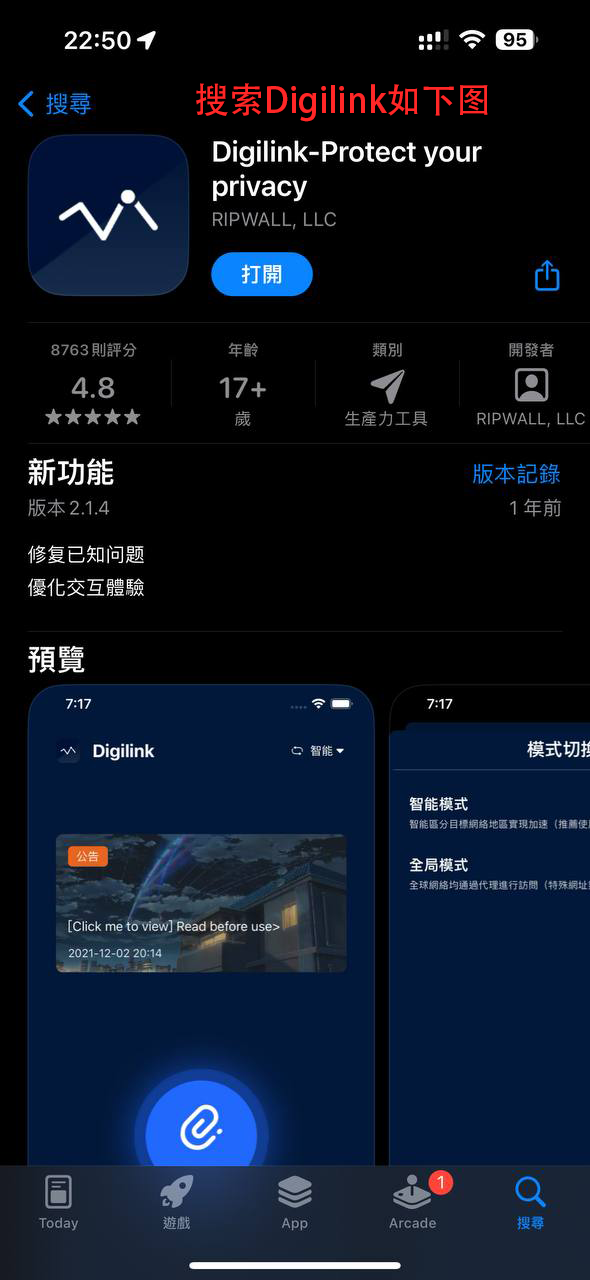 22:50
95
搜尋
搜索Digilink如下图
Digilink-Protect your
privacy
RIPWALL, LLC
打開
8763則評分
4.8
年齡
17+
歲
類別
生產力工具
開發者
RIPWALL, LLC
新功能
版本記錄
版本 2.1.4
1 年前
修复已知问题
優化交互體驗
預覽
7:17
Digilink
智能
公告
[Click me to view] Read before use>
2021-12-02 20:14
7:17
模式切換
智能模式
智能區分目標網絡地區實現加速（推薦使
全局模式
全球網絡均通過代理進行訪問（特殊網址
Today
遊戲
App
Arcade
1
搜尋